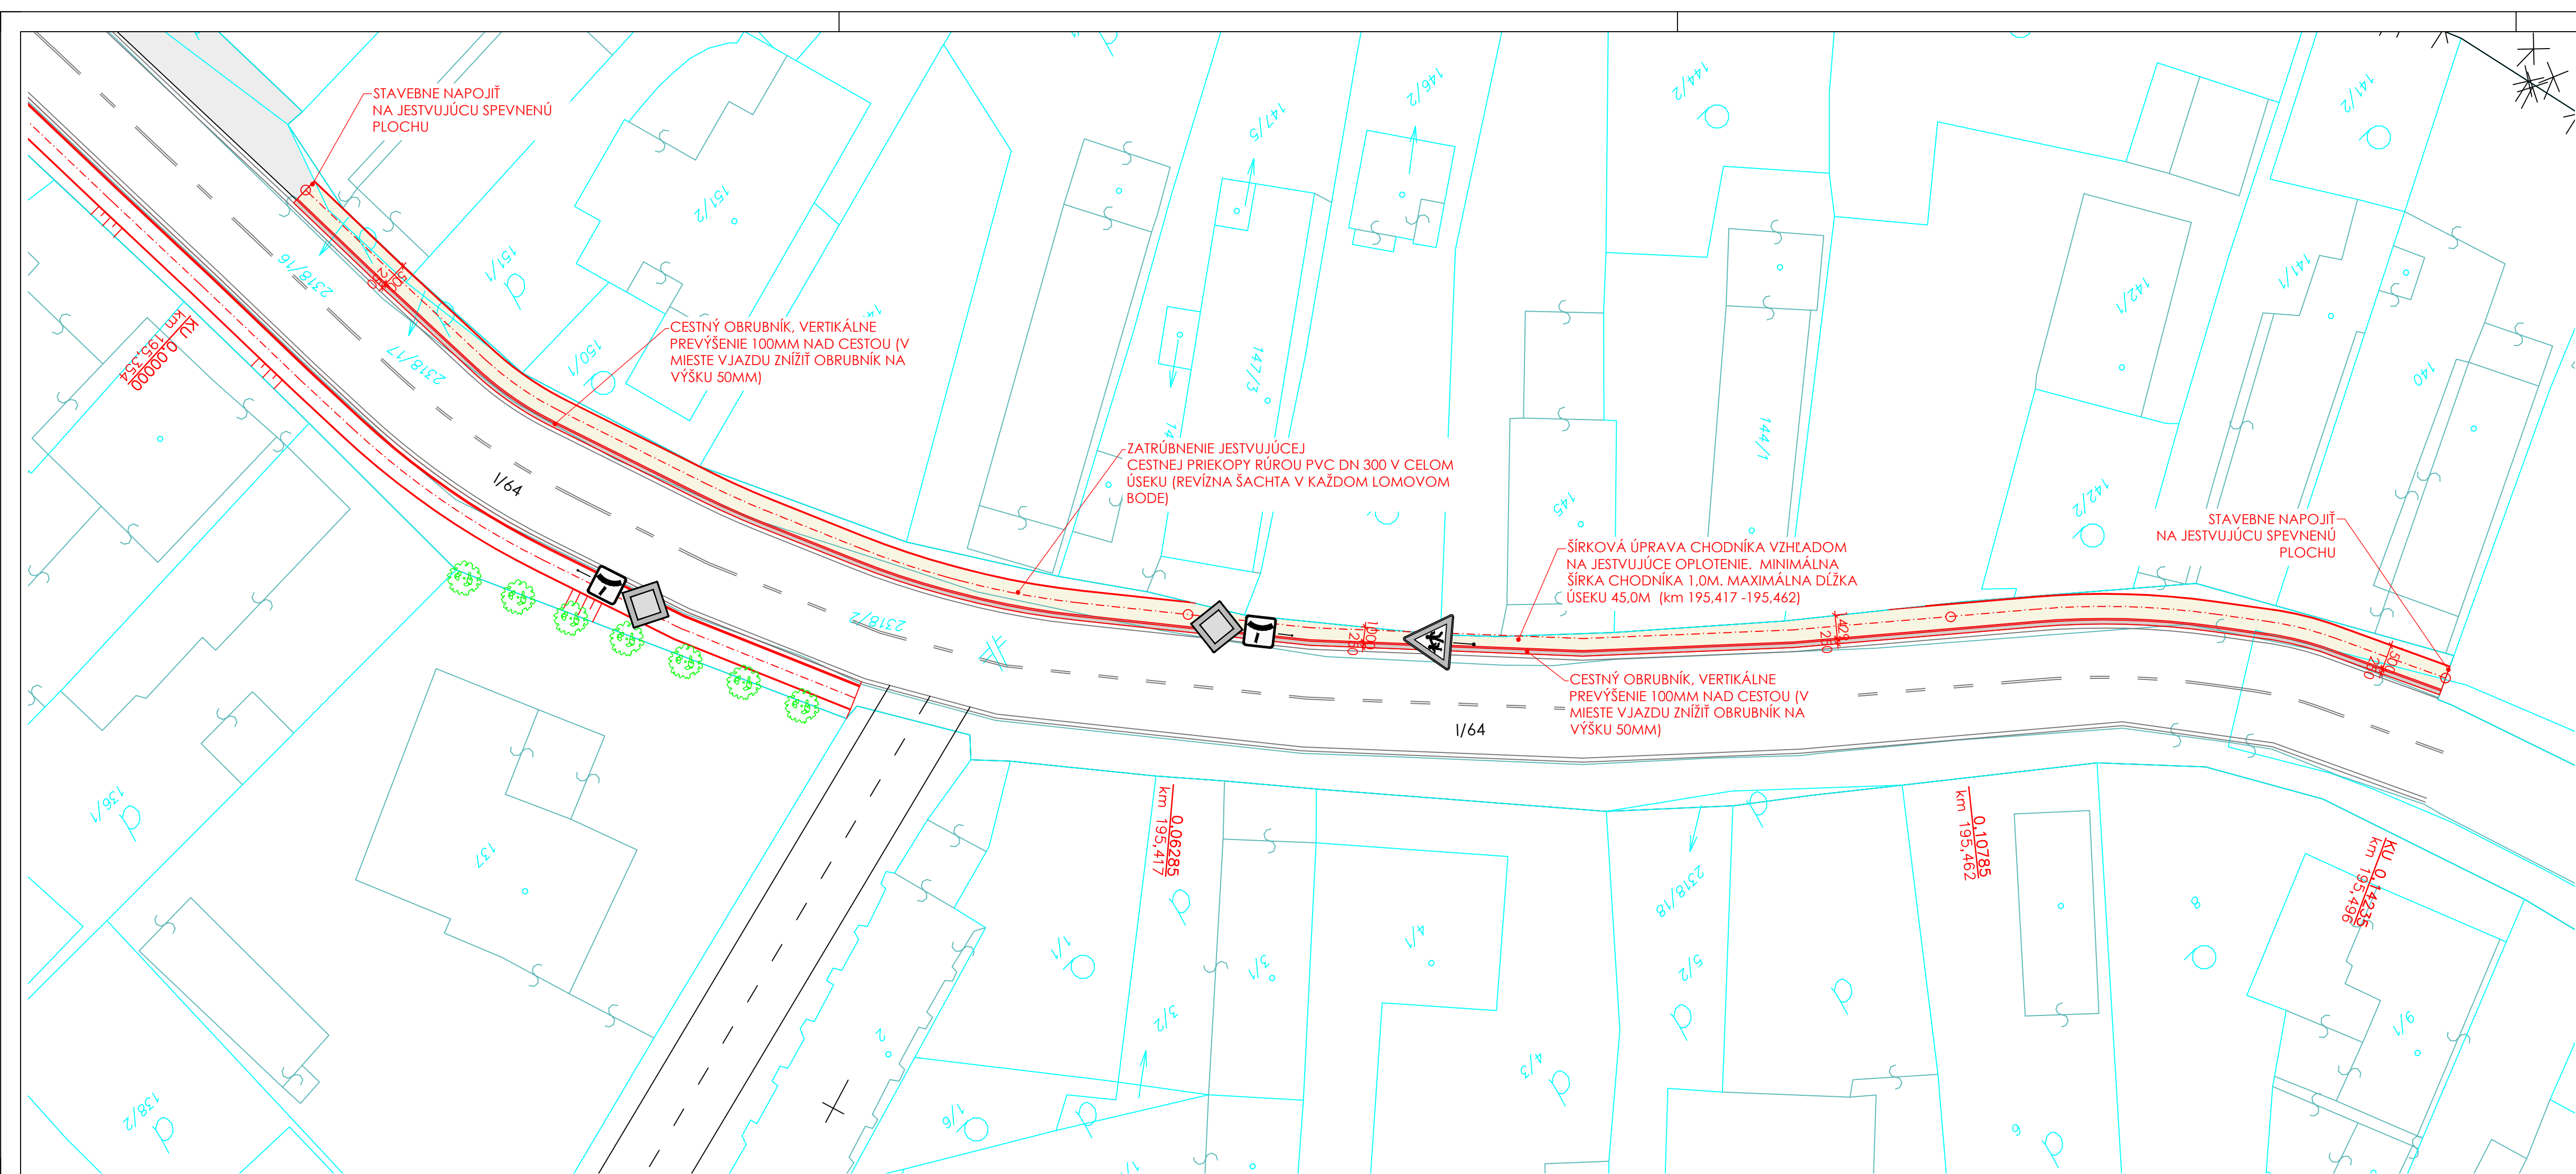 STAVEBNE NAPOJIŤ
NA JESTVUJÚCU SPEVNENÚ
PLOCHU
146/2
144/2
141/2
147/5
151/2
151/1
2318/16
2318/17
141/1
142/1
KU 0,00000
km 195,354
CESTNÝ OBRUBNÍK, VERTIKÁLNE
PREVÝŠENIE 100MM NAD CESTOU (V
MIESTE VJAZDU ZNÍŽIŤ OBRUBNÍK NA
VÝŠKU 50MM)
150/1
147/3
140
144/1
I/64
ZATRÚBNENIE JESTVUJÚCEJ
CESTNEJ PRIEKOPY RÚROU PVC DN 300 V CELOM
ÚSEKU (REVÍZNA ŠACHTA V KAŽDOM LOMOVOM
BODE)
145
142/2
STAVEBNE NAPOJIŤ
NA JESTVUJÚCU SPEVNENÚ
PLOCHU
ŠÍRKOVÁ ÚPRAVA CHODNÍKA VZHĽADOM
NA JESTVUJÚCE OPLOTENIE. MINIMÁLNA
ŠÍRKA CHODNÍKA 1,0M. MAXIMÁLNA DĹŽKA
ÚSEKU 45,0M (km 195,417 -195,462)
2318/2
1000
250
1429
250
CESTNÝ OBRUBNÍK, VERTIKÁLNE
PREVÝŠENIE 100MM NAD CESTOU (V
MIESTE VJAZDU ZNÍŽIŤ OBRUBNÍK NA
VÝŠKU 50MM)
I/64
136/1
137
0,06285
km 195,417
0,10785
km 195,462
KU 0,14235
km 195,496
2318/18
8
1/1
3/1
4/1
5/2
2
3/2
9/1
4/3
138/2
1/6
6